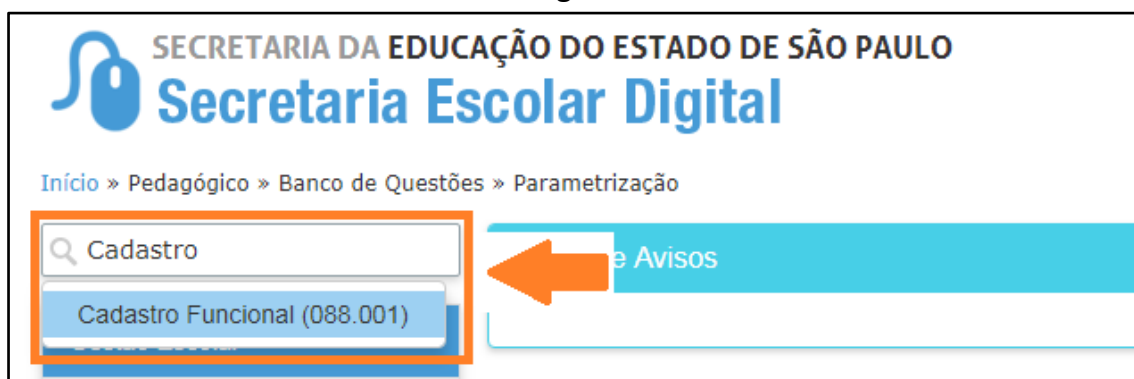 SECRETARIA DA EDUCAÇÃO DO ESTADO DE SÃO PAULO
Secretaria Escolar Digital
Início » Pedagógico » Banco de Questões » Parametrização
Cadastro
e Avisos
Cadastro Funcional (088.001)